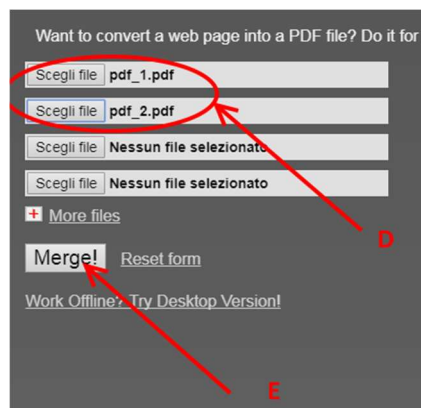 Want to convert a web page into a PDF file? Do it for
Scegli file pdf_1.pdf
Scegli file pdf_2.pdf
Scegli file Nessun file selezionato
Scegli file Nessun file selezionato
+ More files
D
Merge! Reset form
Work Offline? Try Desktop Version!
E